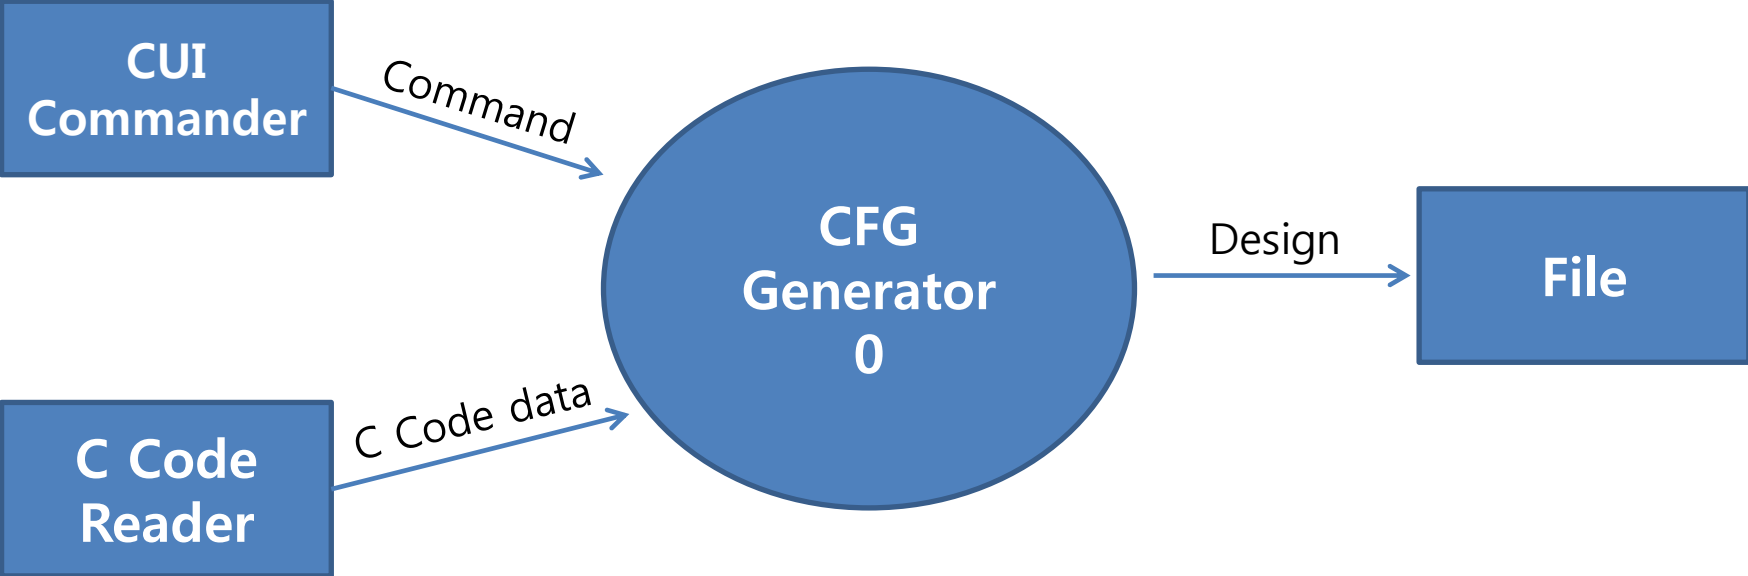 CUI
Commander
Command
CFG
Generator
0
Design
File
C Code data
C Code
Reader